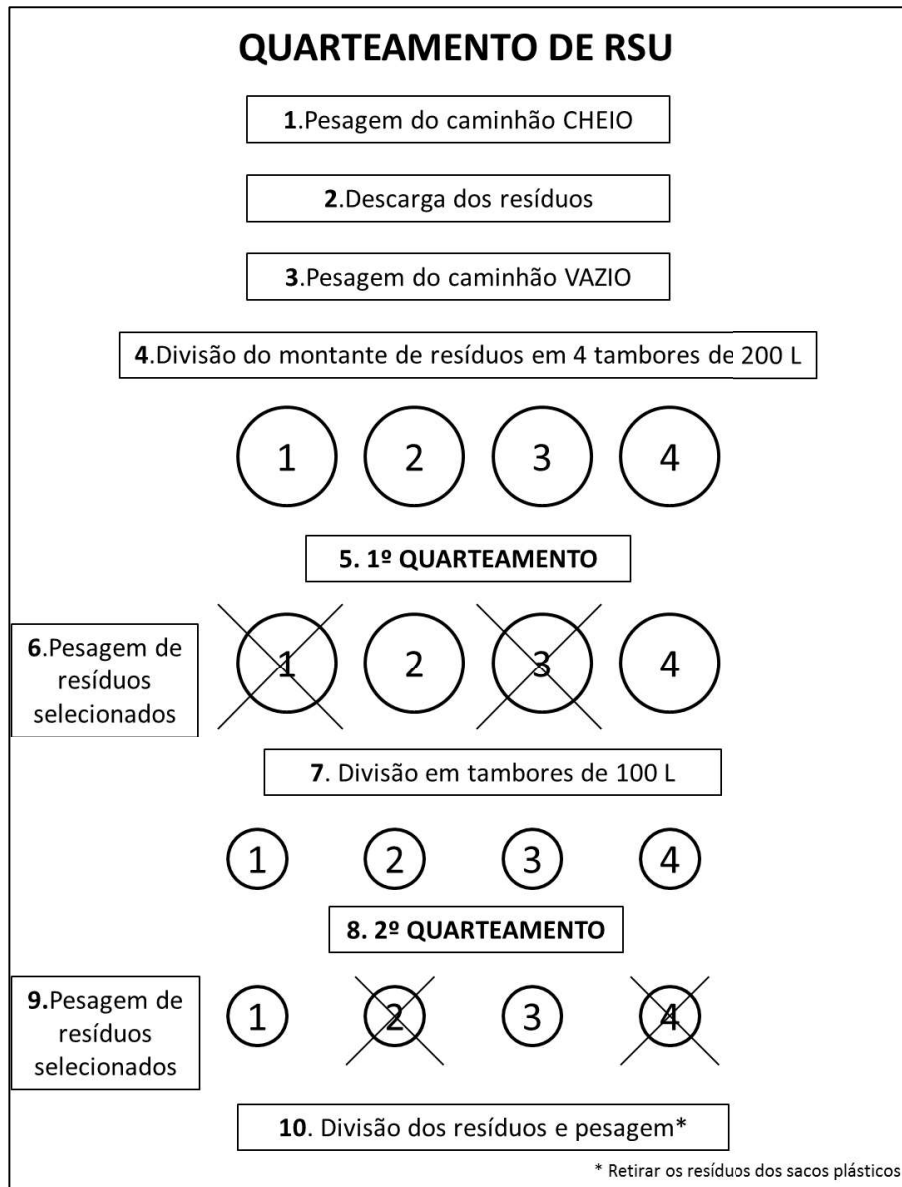 QUARTEAMENTO DE RSU
1.Pesagem do caminhão CHEIO
2.Descarga dos resíduos
3.Pesagem do caminhão VAZIO
4.Divisão do montante de resíduos em 4 tambores de 200 L
1 2 3 4
5. 1º QUARTEAMENTO
6.Pesagem de
resíduos
selecionados
1 2 3 4
7. Divisão em tambores de 100 L
1 2 3 4
8. 2º QUARTEAMENTO
9.Pesagem de
resíduos
selecionados
1 2 3 4
10. Divisão dos resíduos e pesagem*
* Retirar os resíduos dos sacos plásticos